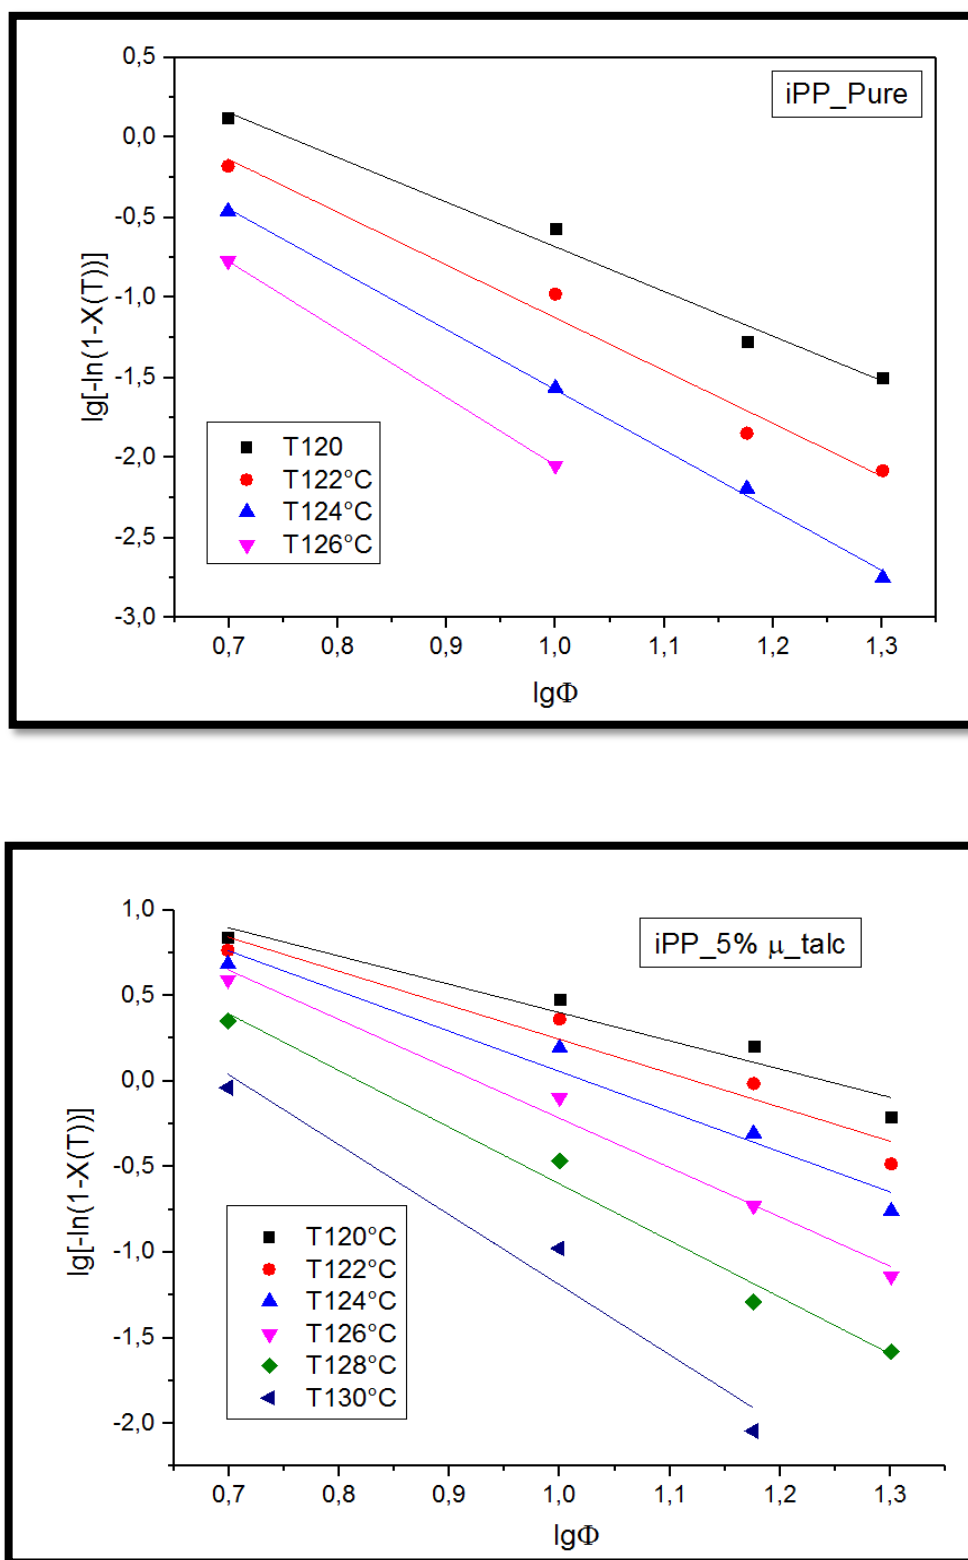 iPP_Pure
0,5
0,0
-0,5
-1,0
-1,5
-2,0
-2,5
-3,0
lg[-ln(1-X(T))]
T120
T122°C
T124°C
T126°C
0,7 0,8 0,9 1,0 1,1 1,2 1,3
lgΦ
iPP_5% μ_talc
1,0
0,5
0,0
-0,5
-1,0
-1,5
-2,0
lg[-ln(1-X(T))]
T120°C
T122°C
T124°C
T126°C
T128°C
T130°C
0,7 0,8 0,9 1,0 1,1 1,2 1,3
lgΦ